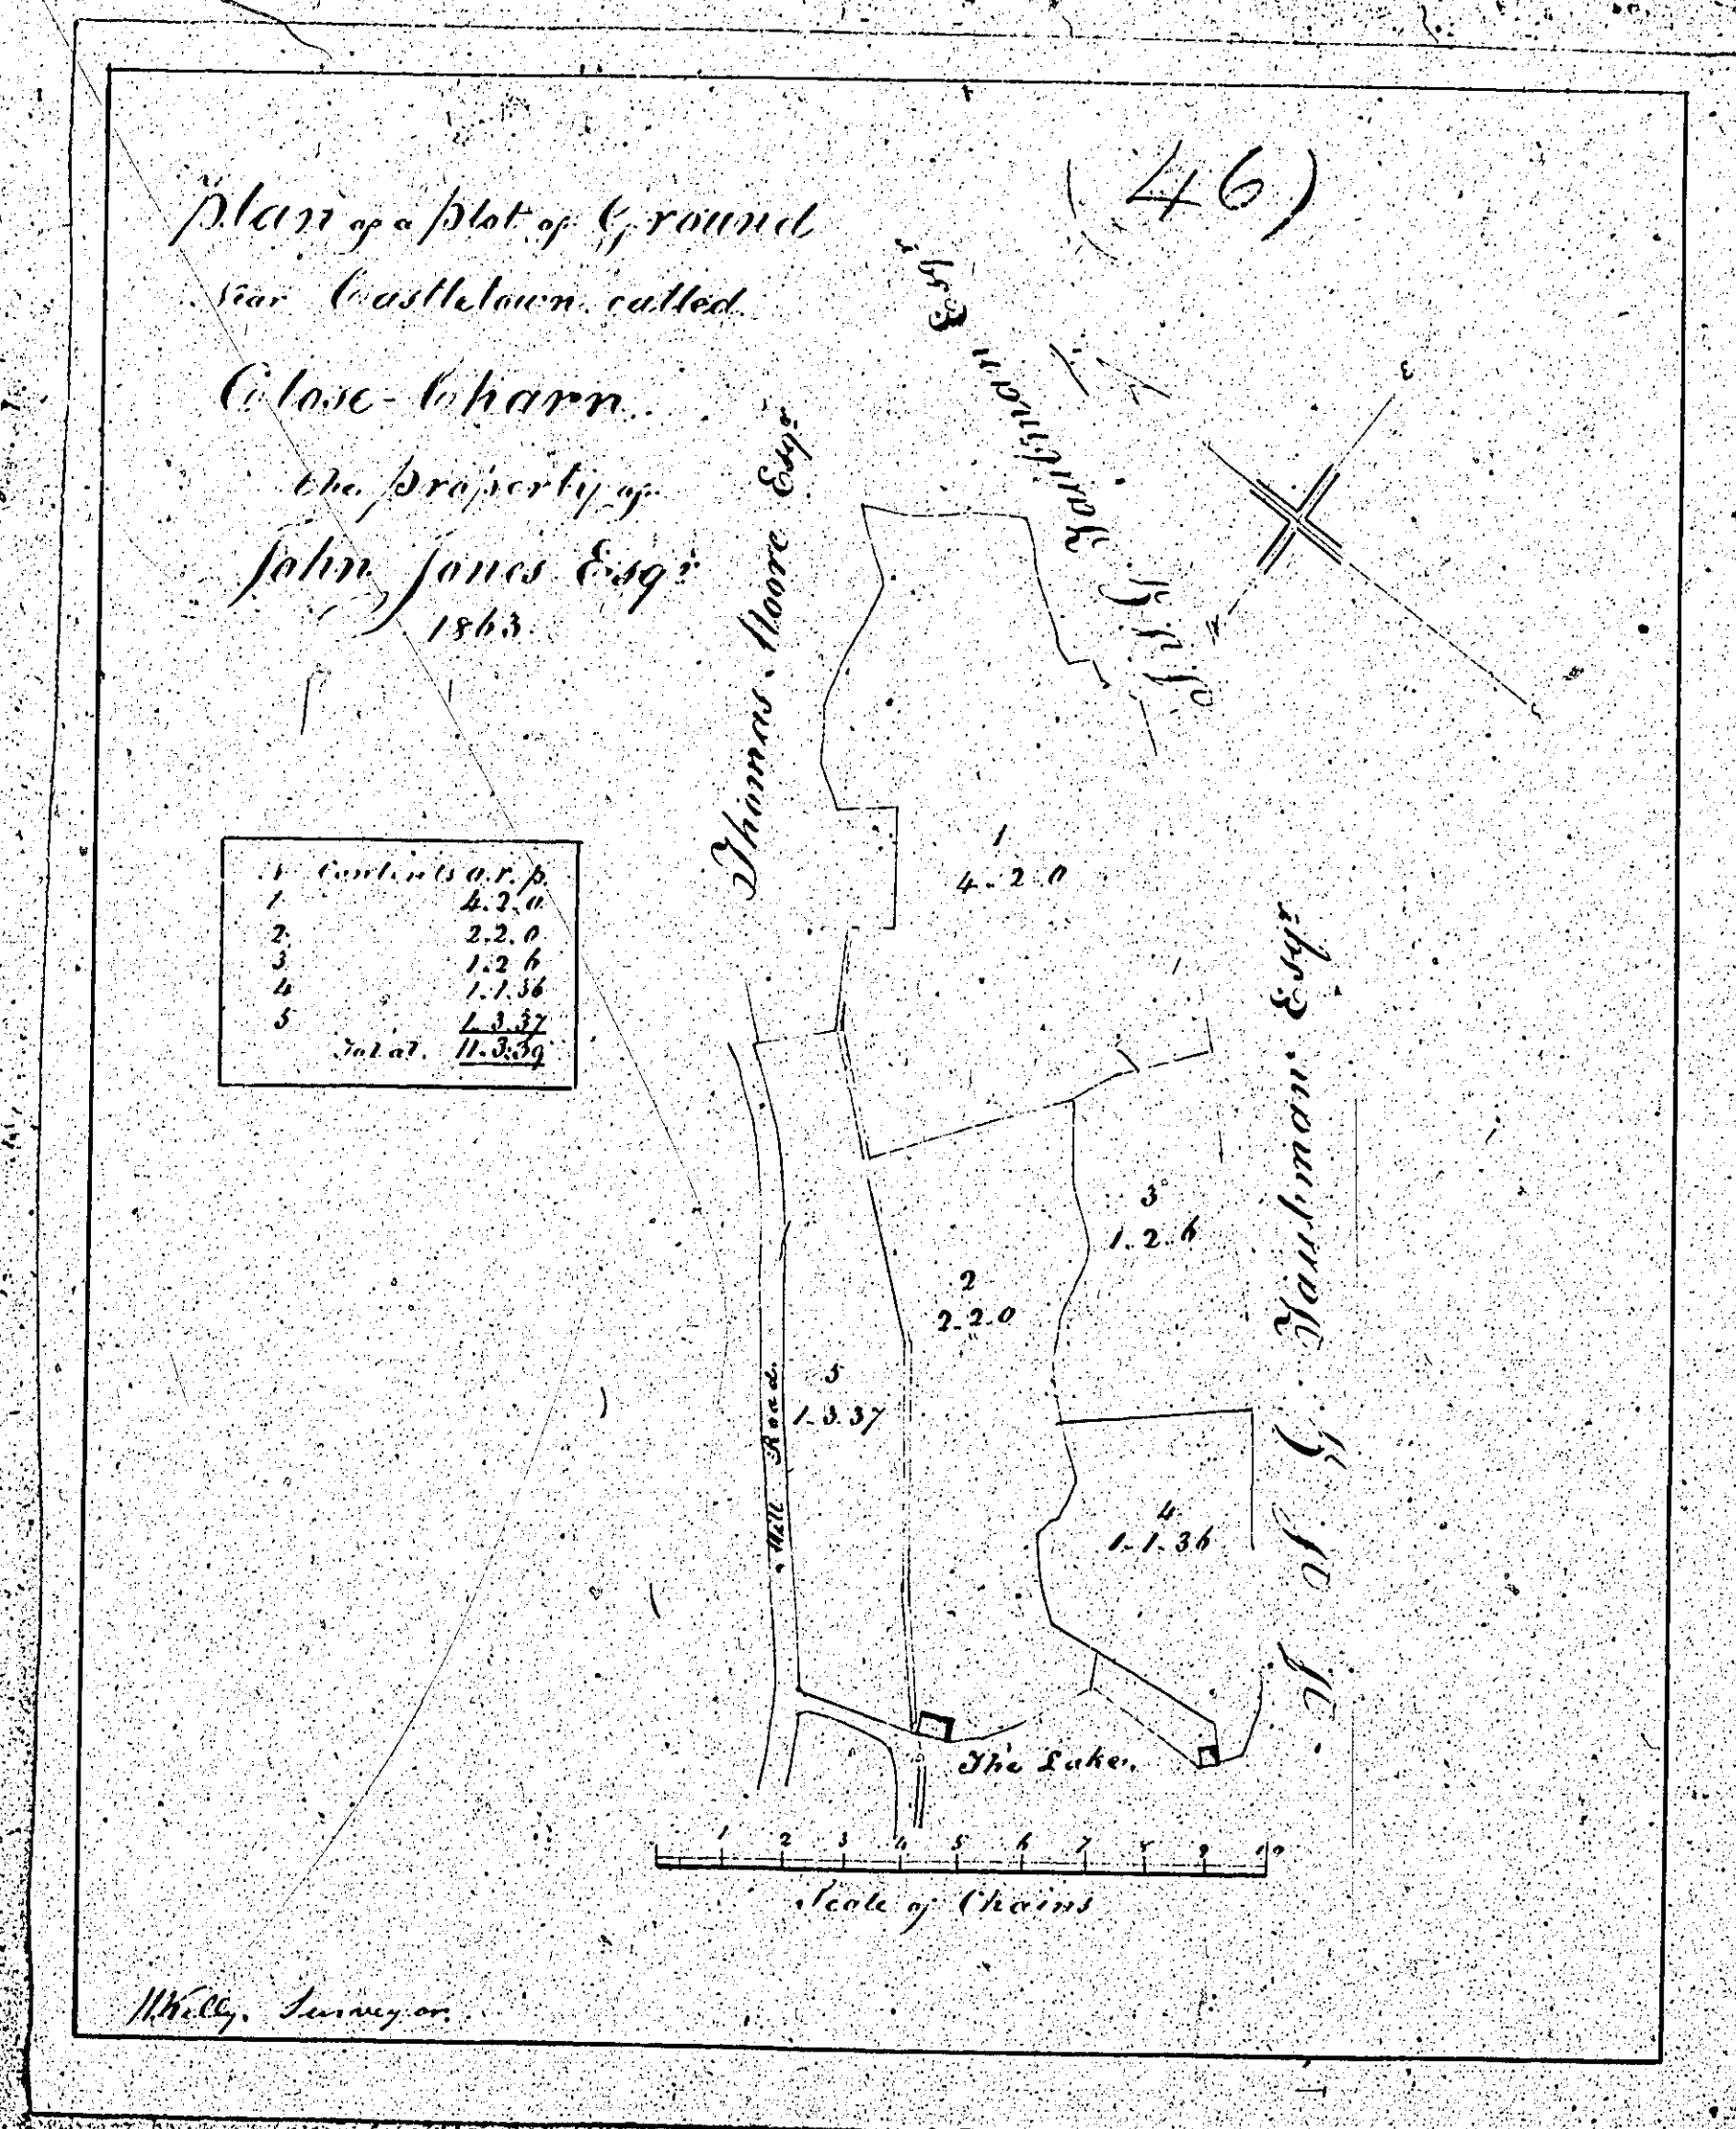 (46)
Plan of a Plot of Ground
Near Castletown called
Close-Charn
the Property of
John Jones Esqr
1863
Thomas Moore Esqr
J. G. Esqr
H. W. G. Harrymoon Esqr
N Contents a. r. p.
1 4. 2. 0
2 2. 2. 0
3 1. 2 6
4 1. 1. 36
5 1. 3. 37
Total. 11. 3. 39
1
4. 2. 0
3
1. 2. 6
2
2. 2. 0
5
1. 3. 37
4
1. 1. 36
Mill Road
The Lake.
1 2 3 4 5 6 7 8 9 10
Scale of Chains
Kelly. Surveyor.